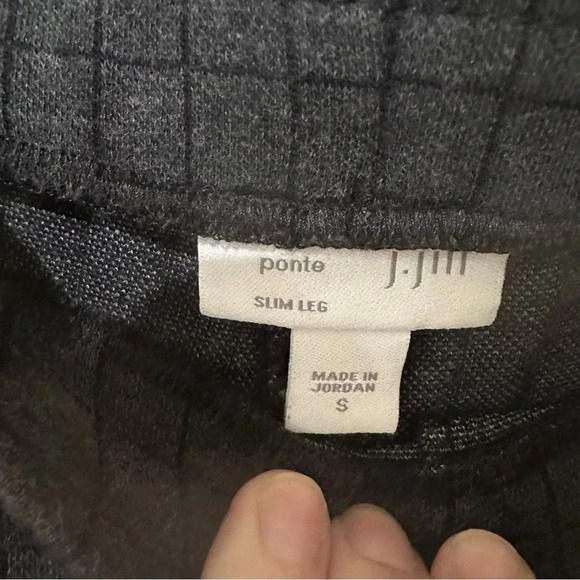 ponte j.jill
SLIM LEG
MADE IN
JORDAN
S